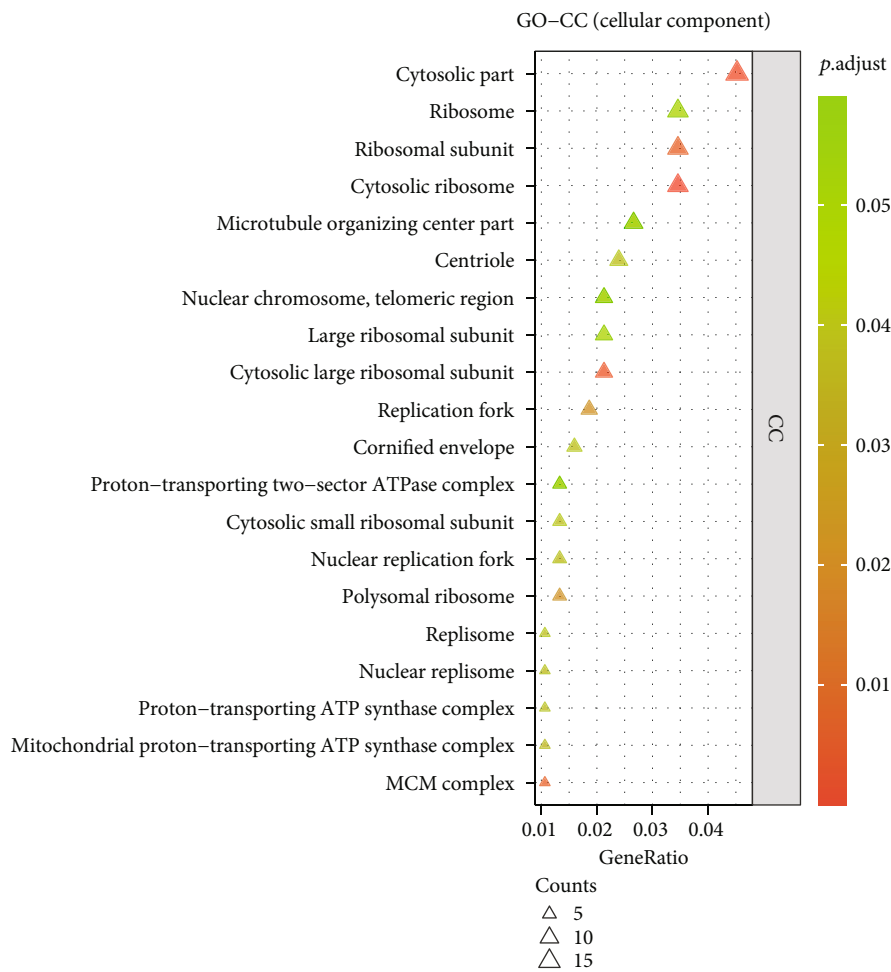 GO−CC (cellular component)
p.adjust
Cytosolic part
Ribosome
Ribosomal subunit
Cytosolic ribosome
Microtubule organizing center part
Centriole
Nuclear chromosome, telomeric region
Large ribosomal subunit
Cytosolic large ribosomal subunit
Replication fork
Cornified envelope
Proton−transporting two−sector ATPase complex
Cytosolic small ribosomal subunit
Nuclear replication fork
Polysomal ribosome
Replisome
Nuclear replisome
Proton−transporting ATP synthase complex
Mitochondrial proton−transporting ATP synthase complex
MCM complex
CC
0.05
0.04
0.03
0.02
0.01
0.01 0.02 0.03 0.04
GeneRatio
Counts
5
10
15